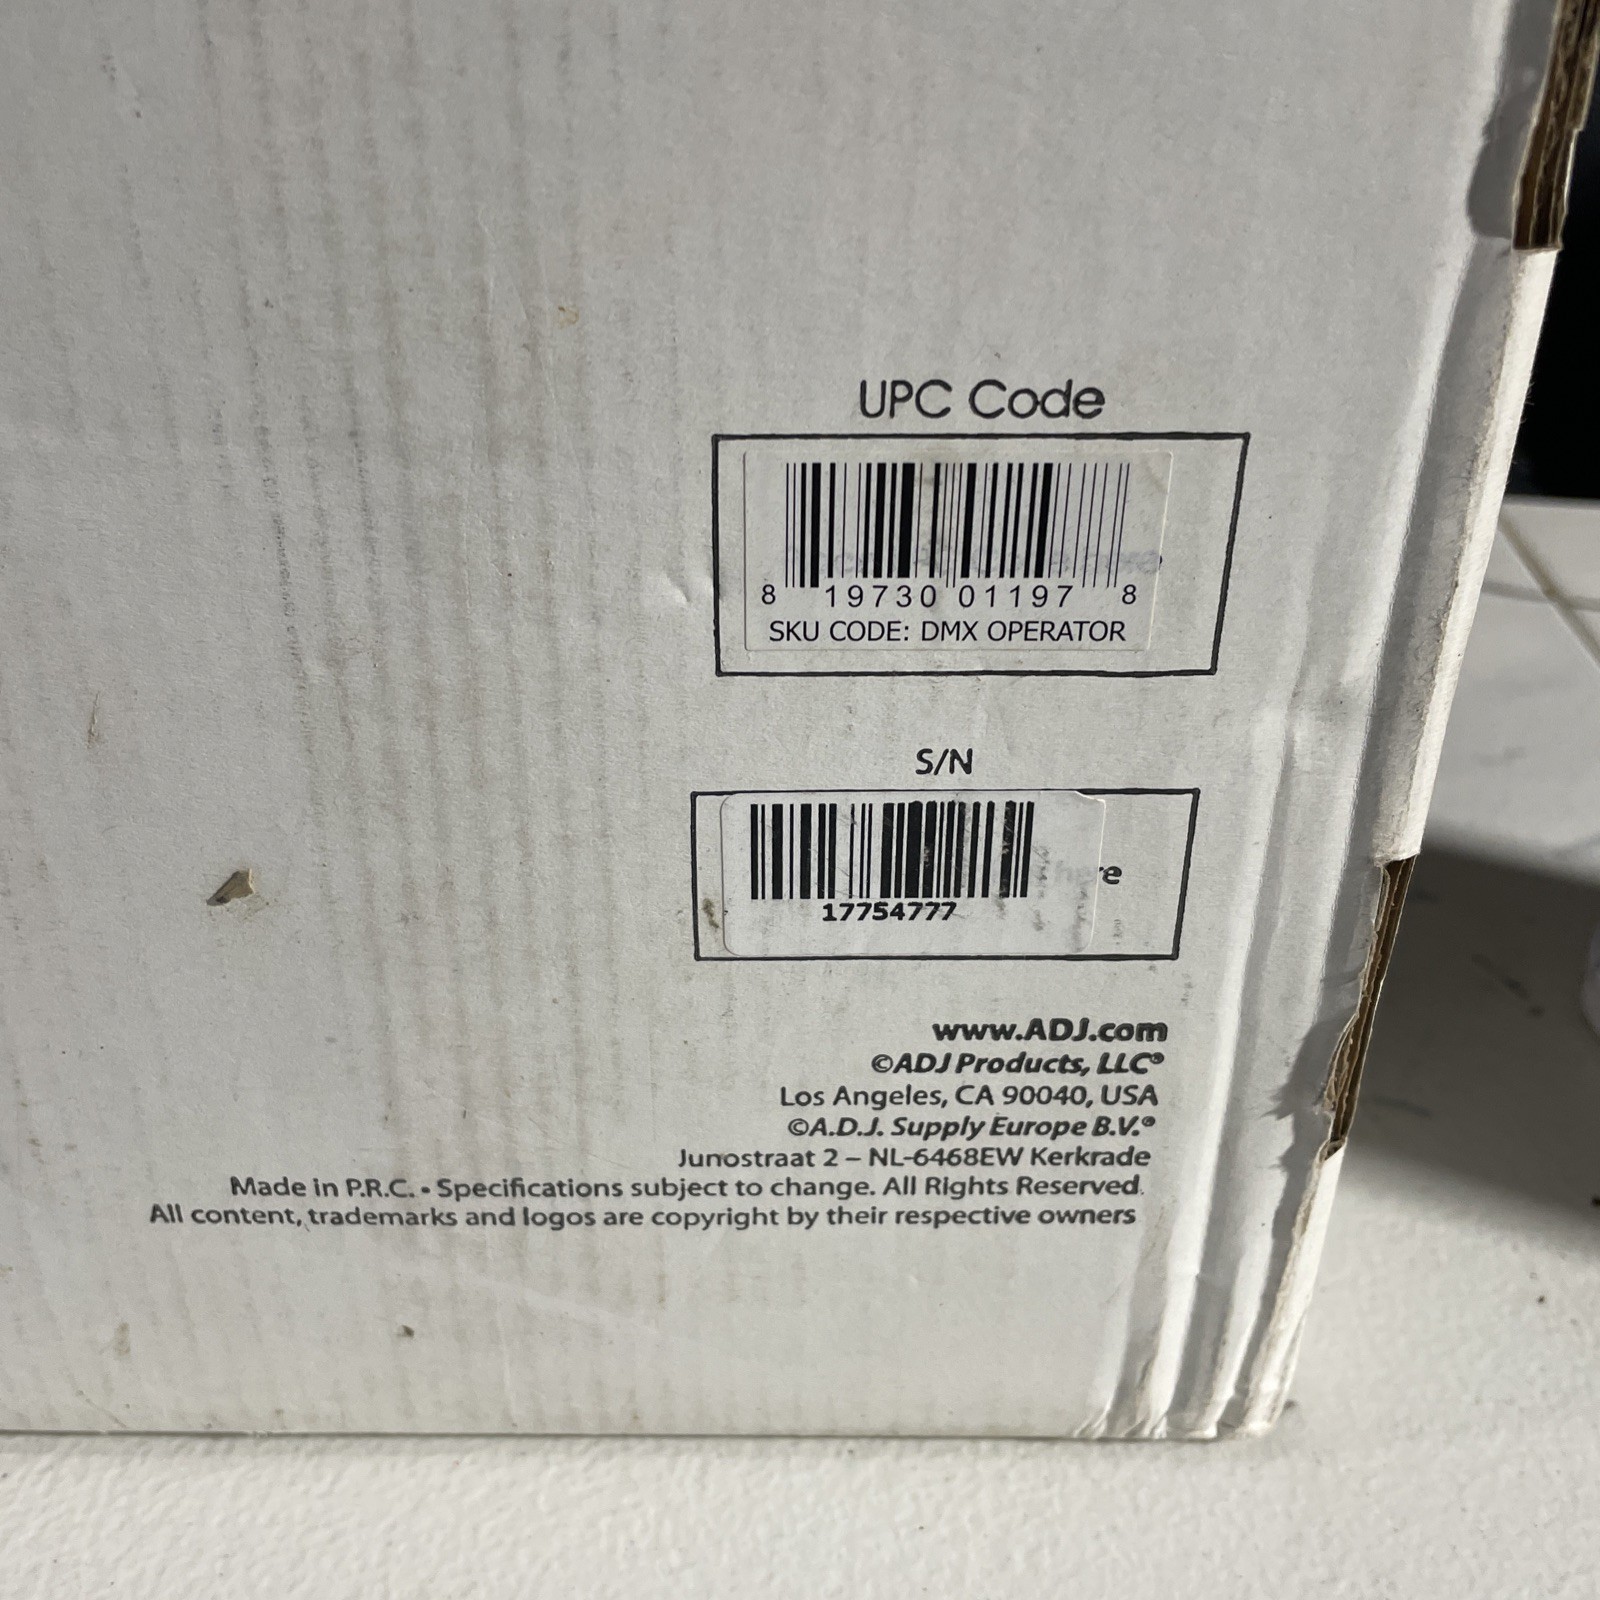 UPC Code
8 19730 01197 8
SKU CODE: DMX OPERATOR
S/N
here
17754777
www.ADJ.com
©ADJ Products, LLC®
Los Angeles, CA 90040, USA
©A.D.J. Supply Europe B.V.®
Junostraat 2 – NL-6468EW Kerkrade
Made in P.R.C. • Specifications subject to change. All Rights Reserved.
All content, trademarks and logos are copyright by their respective owners